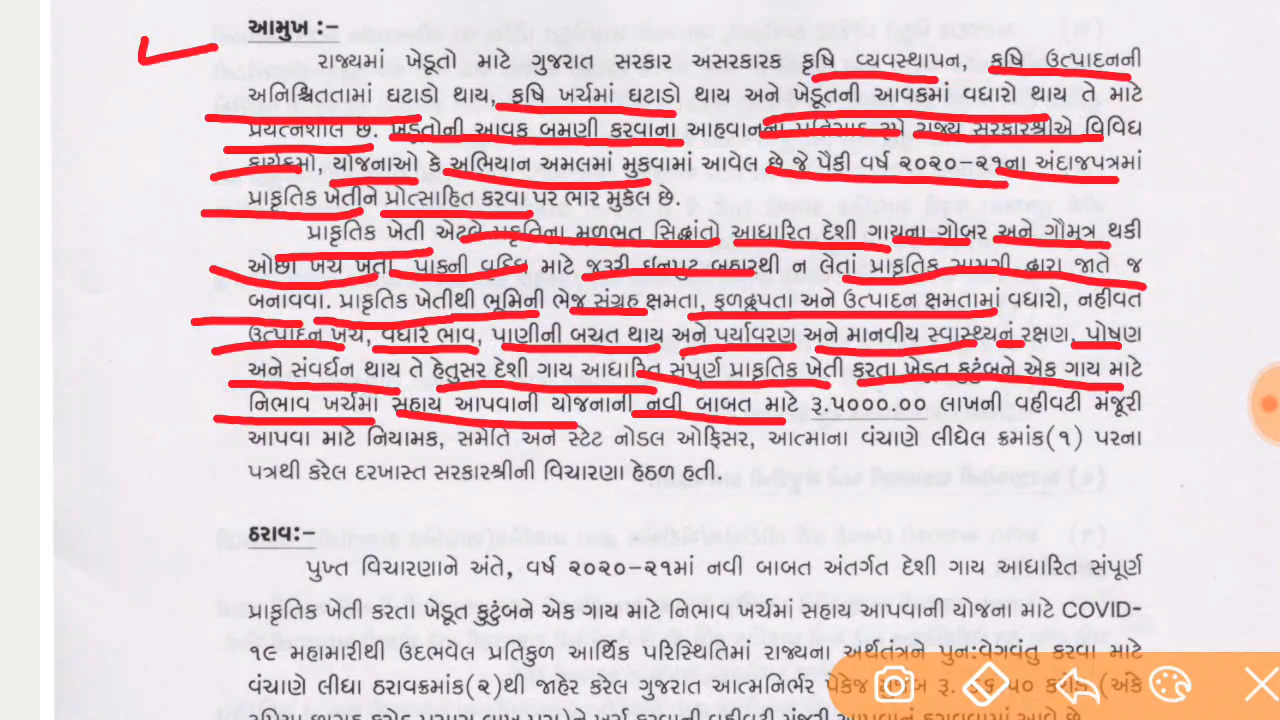 આમુખ :-
રાજ્યમાં ખેડૂતો માટે ગુજરાત સરકાર અસરકારક કૃષિ વ્યવસ્થાપન, કૃષિ ઉત્પાદનની
અનિશ્ચિતતામાં ઘટાડો થાય, કૃષિ ખર્ચમાં ઘટાડો થાય અને ખેડૂતની આવકમાં વધારો થાય તે માટે
પ્રયત્નશીલ છે. ખેડૂતોની આવક બમણી કરવાના આહવાનના પ્રતિસાદ રૂપે રાજ્ય સરકારશ્રીએ વિવિધ
કાર્યક્રમો, યોજનાઓ કે અભિયાન અમલમાં મુકવામાં આવેલ છે જે પૈકી વર્ષ ૨૦૨૦-૨૧ના અંદાજપત્રમાં
પ્રાકૃતિક ખેતીને પ્રોત્સાહિત કરવા પર ભાર મુકેલ છે.
પ્રાકૃતિક ખેતી એટલે પ્રકૃતિના મૂળભૂત સિદ્ધાંતો આધારિત દેશી ગાયના ગોબર અને ગૌમૂત્ર થકી
ઓછા ખર્ચે ખેતી, પાકની વૃદ્ધિ માટે જરૂરી ઇનપુટ બહારથી ન લેતાં પ્રાકૃતિક સામગ્રી દ્વારા જાતે જ
બનાવવા. પ્રાકૃતિક ખેતીથી ભૂમિની ભેજ સંગ્રહ ક્ષમતા, ફળદ્રુપતા અને ઉત્પાદન ક્ષમતામાં વધારો, નહીવત
ઉત્પાદન ખર્ચ, વધારે ભાવ, પાણીની બચત થાય અને પર્યાવરણ અને માનવીય સ્વાસ્થ્યનું રક્ષણ, પોષણ
અને સંવર્ધન થાય તે હેતુસર દેશી ગાય આધારિત સંપૂર્ણ પ્રાકૃતિક ખેતી કરતા ખેડૂત કુટુંબને એક ગાય માટે
નિભાવ ખર્ચમાં સહાય આપવાની યોજનાની નવી બાબત માટે રૂ.૫૦૦૦.૦૦ લાખની વહીવટી મંજૂરી
આપવા માટે નિયામક, સમેતિ અને સ્ટેટ નોડલ ઓફિસર, આત્માના વંચાણે લીધેલ ક્રમાંક(૧) પરના
પત્રથી કરેલ દરખાસ્ત સરકારશ્રીની વિચારણા હેઠળ હતી.
ઠરાવ:-
પુખ્ત વિચારણાને અંતે, વર્ષ ૨૦૨૦-૨૧માં નવી બાબત અંતર્ગત દેશી ગાય આધારિત સંપૂર્ણ
પ્રાકૃતિક ખેતી કરતા ખેડૂત કુટુંબને એક ગાય માટે નિભાવ ખર્ચમાં સહાય આપવાની યોજના માટે COVID-
૧૯ મહામારીથી ઉદભવેલ પ્રતિકુળ આર્થિક પરિસ્થિતિમાં રાજ્યના અર્થતંત્રને પુન:વેગવંતુ કરવા માટે
વંચાણે લીધા ઠરાવક્રમાંક(૨)થી જાહેર કરેલ ગુજરાત આત્મનિર્ભર પેકેજ મુજબ રૂ. (અંકે